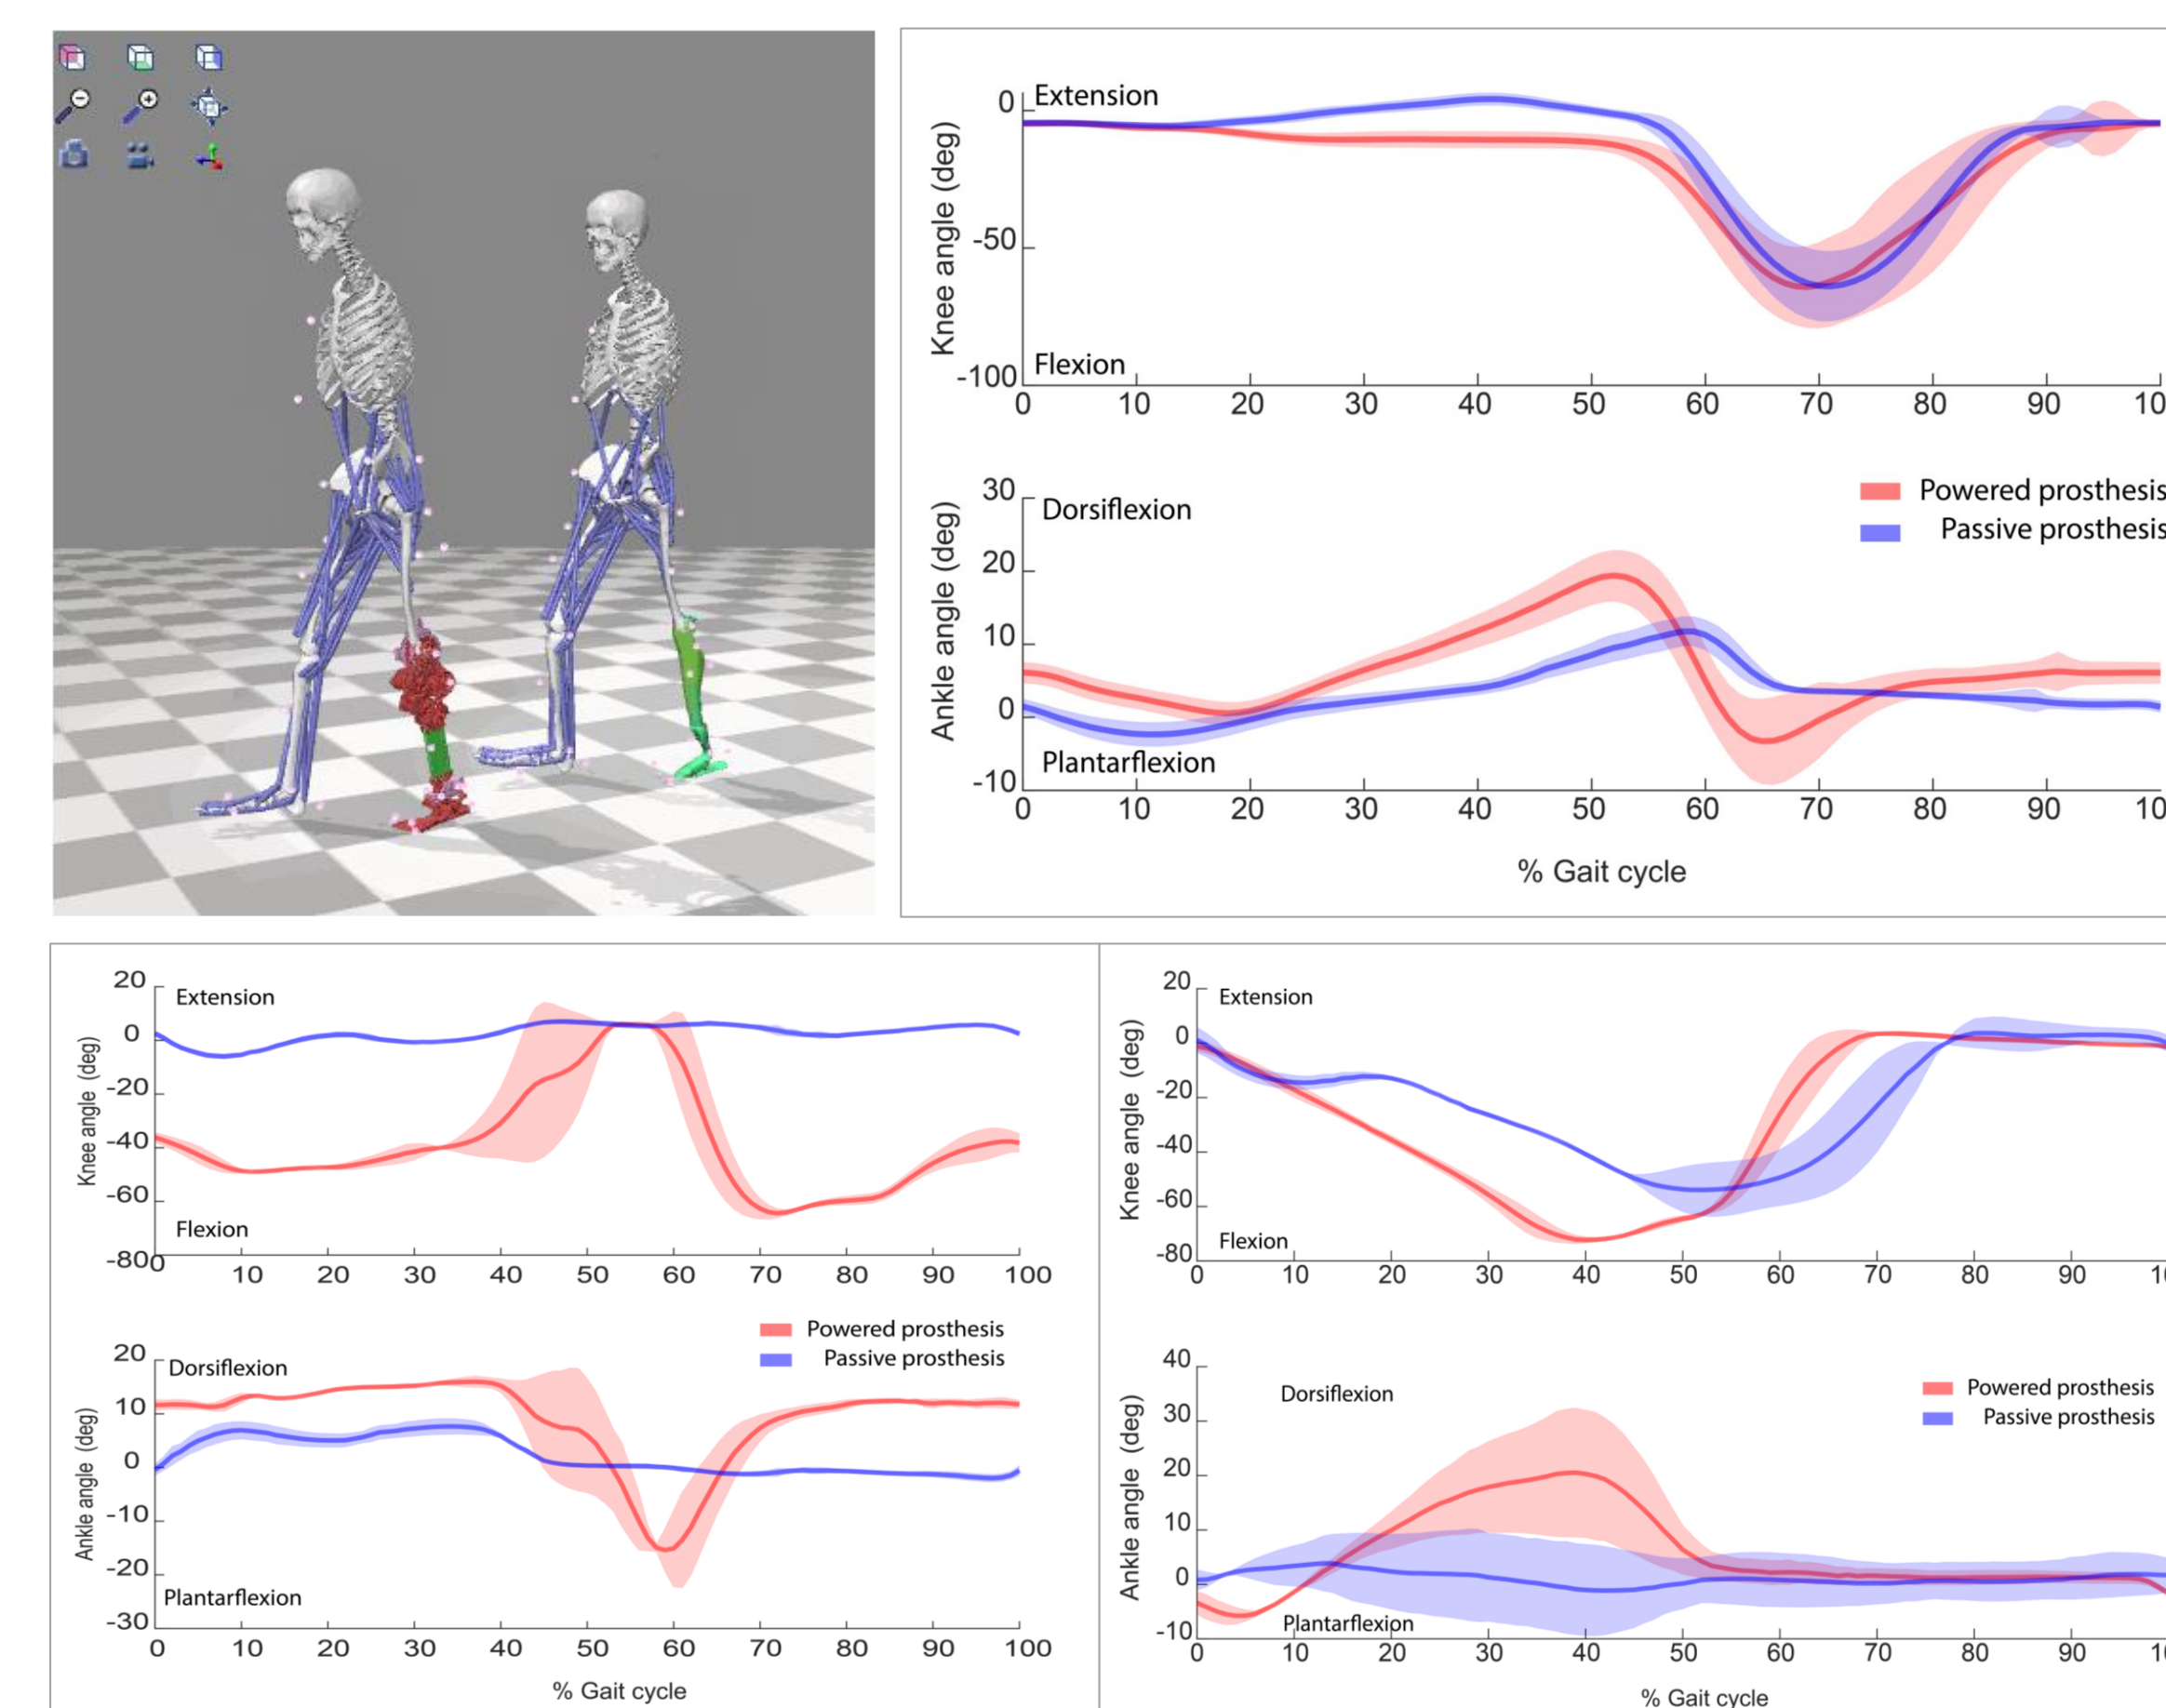 Extension
Knee angle (deg)
0
-50
-100
Flexion
0 10 20 30 40 50 60 70 80 90 10
Dorsiflexion
Powered prosthesis
Passive prosthesis
Ankle angle (deg)
30
20
10
0
-10
Plantarflexion
0 10 20 30 40 50 60 70 80 90 10
% Gait cycle
Extension
Knee angle (deg)
20
0
-20
-40
-60
-80
Flexion
0 10 20 30 40 50 60 70 80 90 100
Powered prosthesis
Passive prosthesis
Dorsiflexion
Ankle angle (deg)
20
10
0
-10
-20
-30
Plantarflexion
0 10 20 30 40 50 60 70 80 90 100
% Gait cycle
Extension
Knee angle (deg)
20
0
-20
-40
-60
-80
Flexion
0 10 20 30 40 50 60 70 80 90 10
Dorsiflexion
Powered prosthesis
Passive prosthesis
Ankle angle (deg)
40
30
20
10
0
-10
Plantarflexion
0 10 20 30 40 50 60 70 80 90 10
% Gait cycle